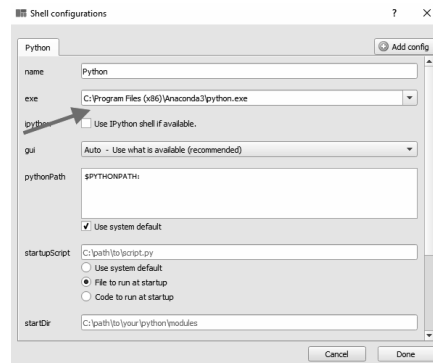 Shell configurations
?
Python
Add config
name
Python
exe
C:\Program Files (x86)\Anaconda3\python.exe
ipython
Use IPython shell if available.
gui
Auto - Use what is available (recommended)
pythonPath
$PYTHONPATH:
Use system default
startupScript
C:\path\to\script.py
Use system default
File to run at startup
Code to run at startup
startDir
C:\path\to\your\python\modules
Cancel
Done